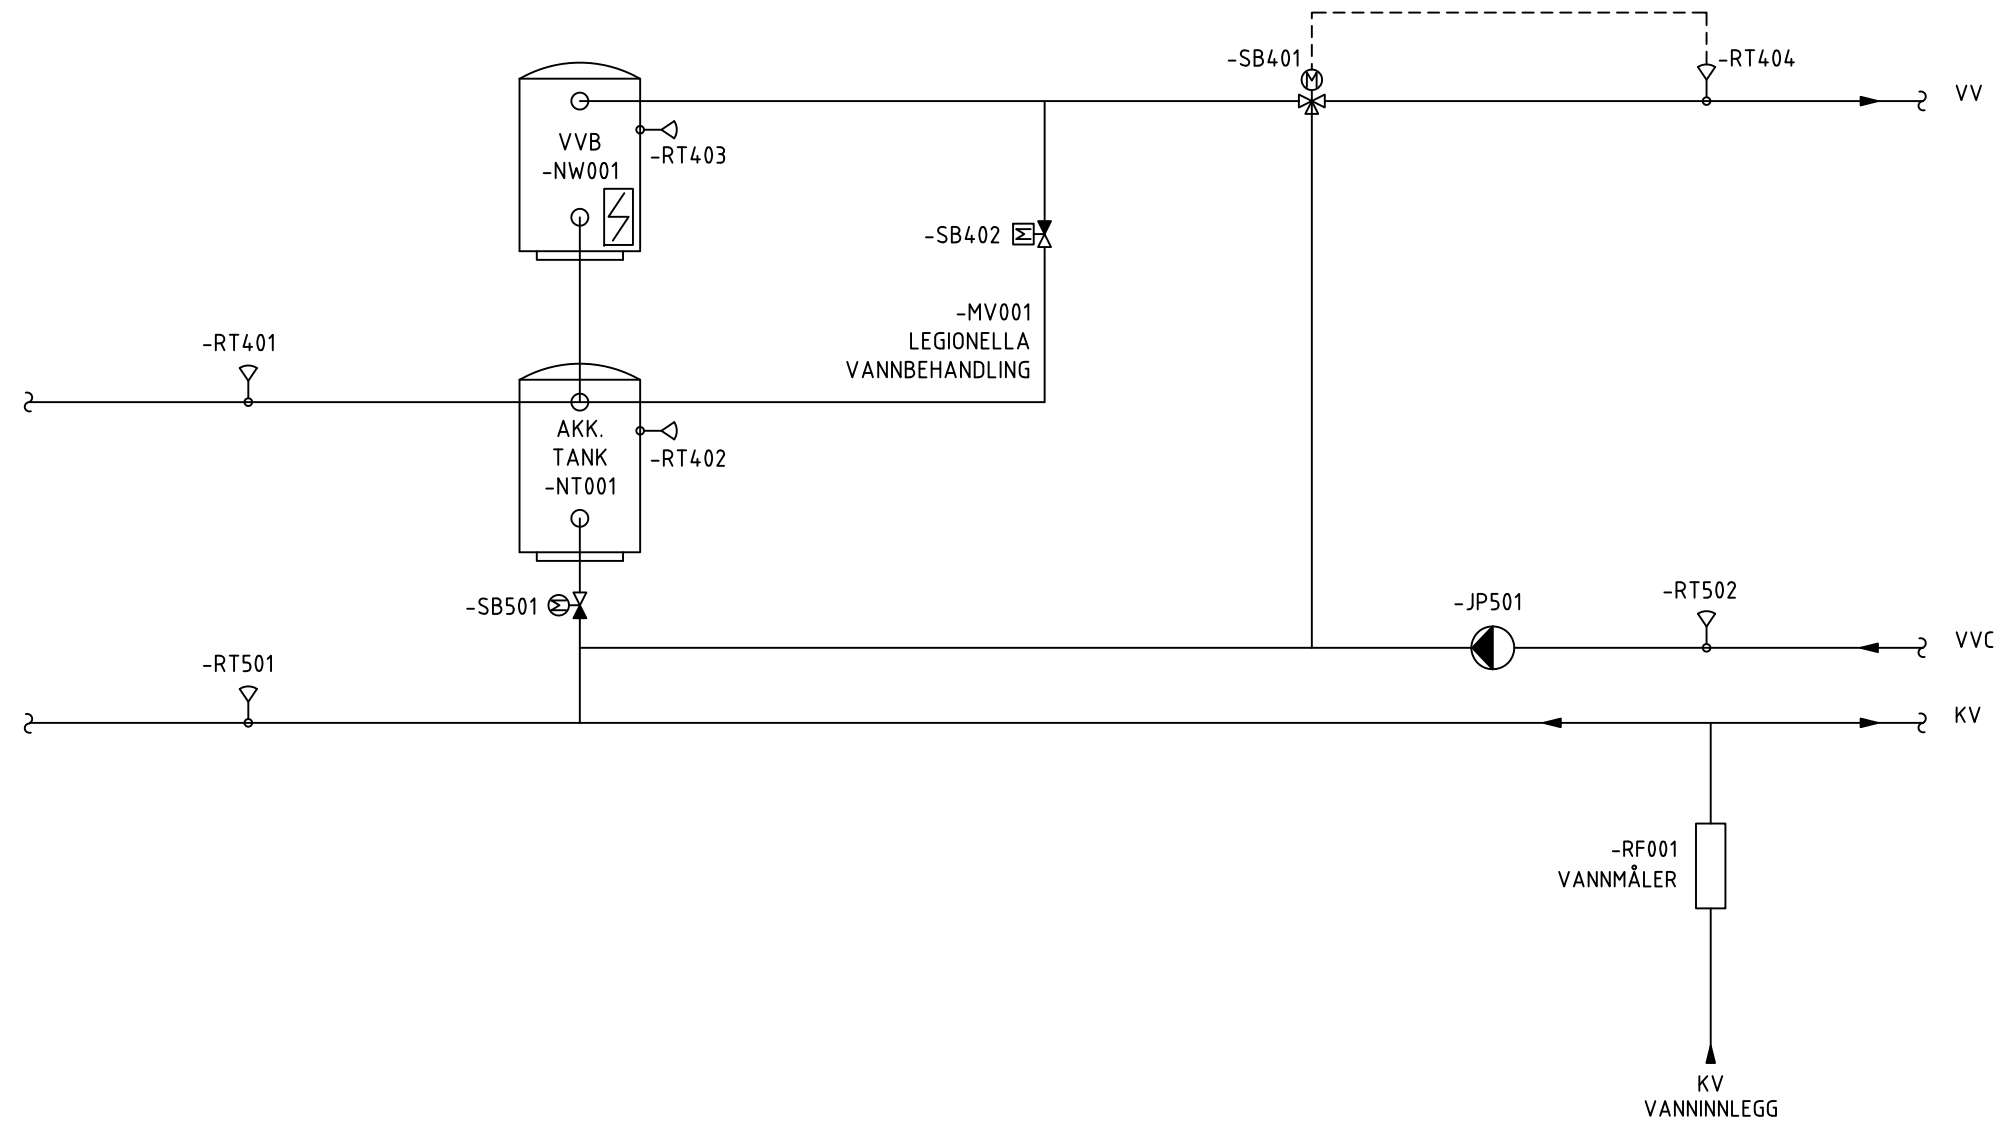 -SB401
-RT404
VV
VVB
-NW001
-RT403
-SB402
M
-MV001
LEGIONELLA
VANNBEHANDLING
-RT401
AKK.
TANK
-NT001
-RT402
-SB501
M
-JP501
-RT502
VVC
-RT501
KV
-RF001
VANNMÅLER
KV
VANNINNLEGG
M